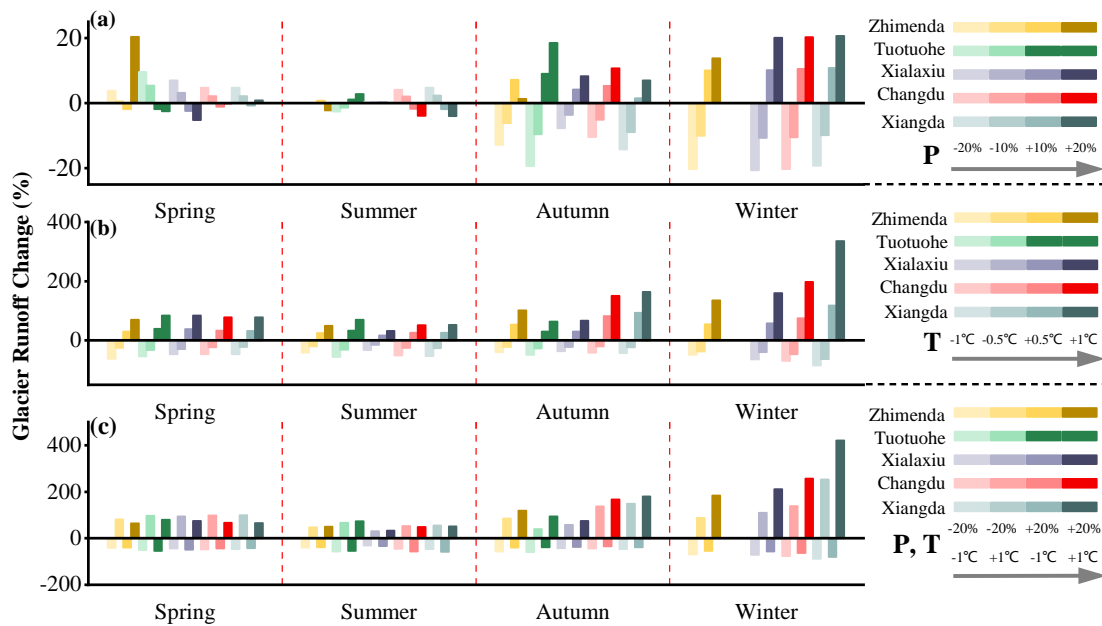 Glacier Runoff Change (%)
(a)
20
0
-20
Spring Summer Autumn Winter
Zhimenda
Tuotuohe
Xialaxiu
Changdu
Xiangda
P
-20% -10% +10% +20%
(b)
400
200
0
Spring Summer Autumn Winter
Zhimenda
Tuotuohe
Xialaxiu
Changdu
Xiangda
T
-1℃ -0.5℃ +0.5℃ +1℃
(c)
400
200
0
-200
Spring Summer Autumn Winter
Zhimenda
Tuotuohe
Xialaxiu
Changdu
Xiangda
P, T
-20% -20% +20% +20%
-1℃ +1℃ -1℃ +1℃